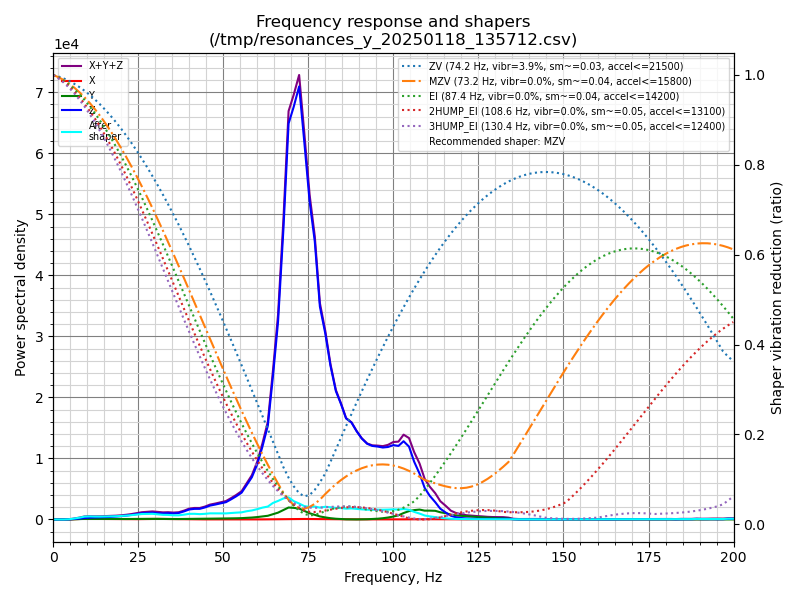 Frequency response and shapers
(/tmp/resonances_y_20250118_135712.csv)
1e4
X+Y+Z
X
Y
After
shaper
ZV (74.2 Hz, vibr=3.9%, sm~=0.03, accel<=21500)
MZV (73.2 Hz, vibr=0.0%, sm~=0.04, accel<=15800)
EI (87.4 Hz, vibr=0.0%, sm~=0.04, accel<=14200)
2HUMP_EI (108.6 Hz, vibr=0.0%, sm~=0.05, accel<=13100)
3HUMP_EI (130.4 Hz, vibr=0.0%, sm~=0.05, accel<=12400)
Recommended shaper: MZV
7
6
5
4
3
2
1
0
Power spectral density
1.0
0.8
0.6
0.4
0.2
0.0
Shaper vibration reduction (ratio)
0 25 50 75 100 125 150 175 200
Frequency, Hz